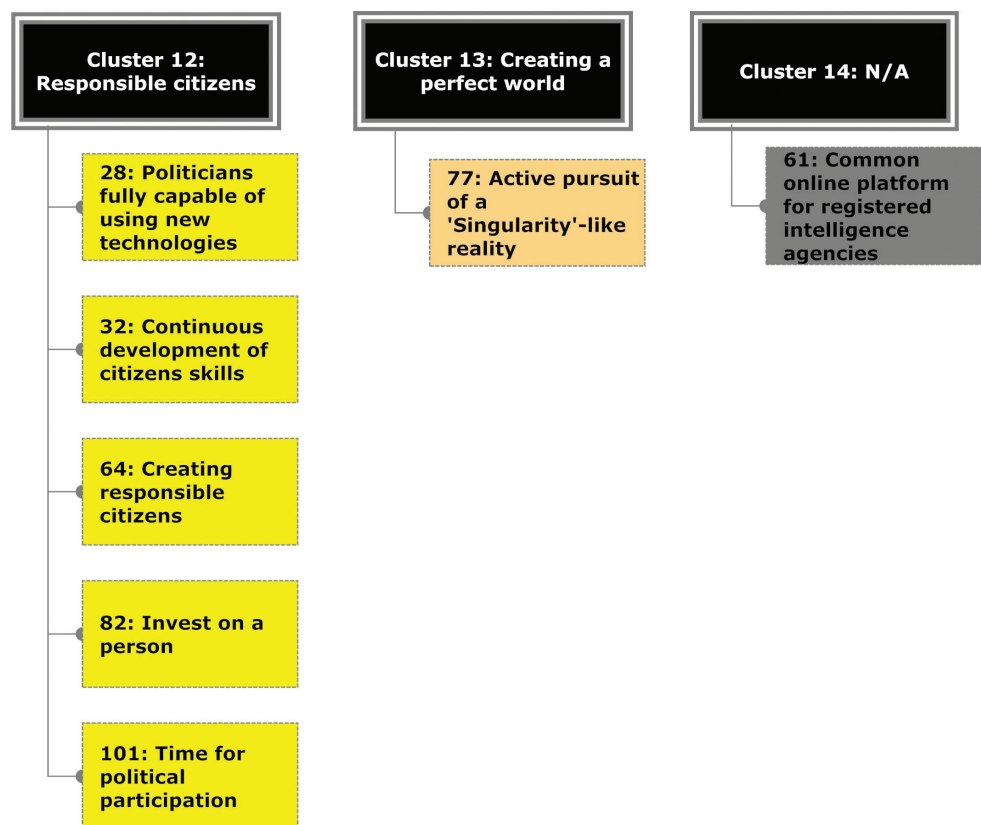 Cluster 12:
Responsible citizens
28: Politicians
fully capable of
using new
technologies
32: Continuous
development of
citizens skills
64: Creating
responsible
citizens
82: Invest on a
person
101: Time for
political
participation
Cluster 13: Creating a
perfect world
77: Active pursuit
of a
'Singularity'-like
reality
Cluster 14: N/A
61: Common
online platform
for registered
intelligence
agencies